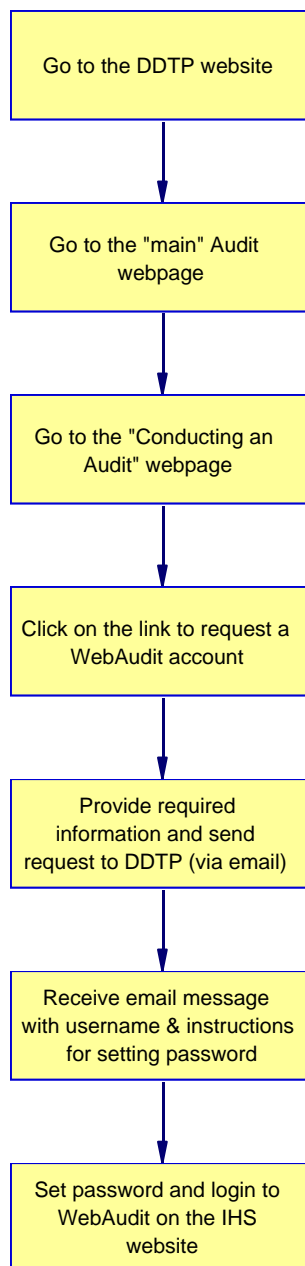 Go to the DDTP website
Go to the "main" Audit
webpage
Go to the "Conducting an
Audit" webpage
Click on the link to request a
WebAudit account
Provide required
information and send
request to DDTP (via email)
Receive email message
with username & instructions
for setting password
Set password and login to
WebAudit on the IHS
website